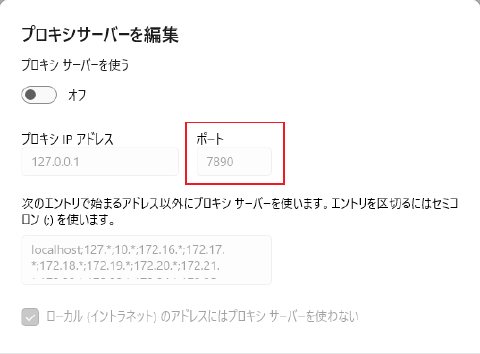 プロキシサーバーを編集
プロキシ サーバーを使う
オフ
プロキシ IP アドレス
ポート
127.0.0.1
7890
次のエントリで始まるアドレス以外にプロキシ サーバーを使います。エントリを区切るにはセミコ
ロン (;) を使います。
localhost;127.*;10.*;172.16.*;172.17.
*;172.18.*;172.19.*;172.20.*;172.21.
ローカル (イントラネット) のアドレスにはプロキシ サーバーを使わない